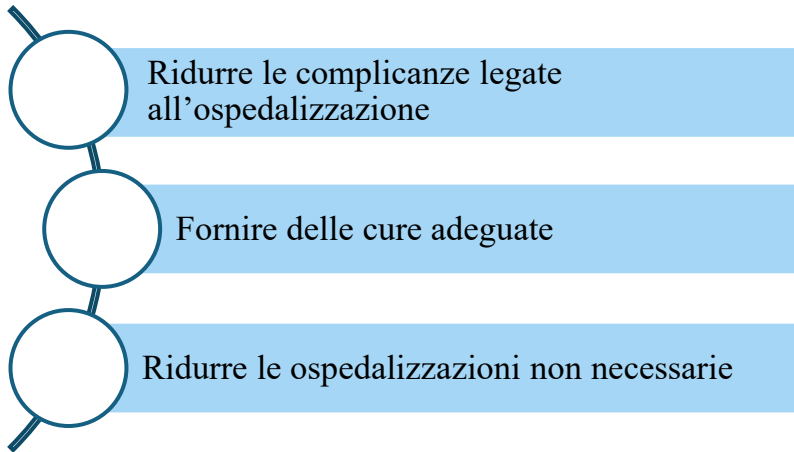 Ridurre le complicanze legate
all’ospedalizzazione
Fornire delle cure adeguate
Ridurre le ospedalizzazioni non necessarie